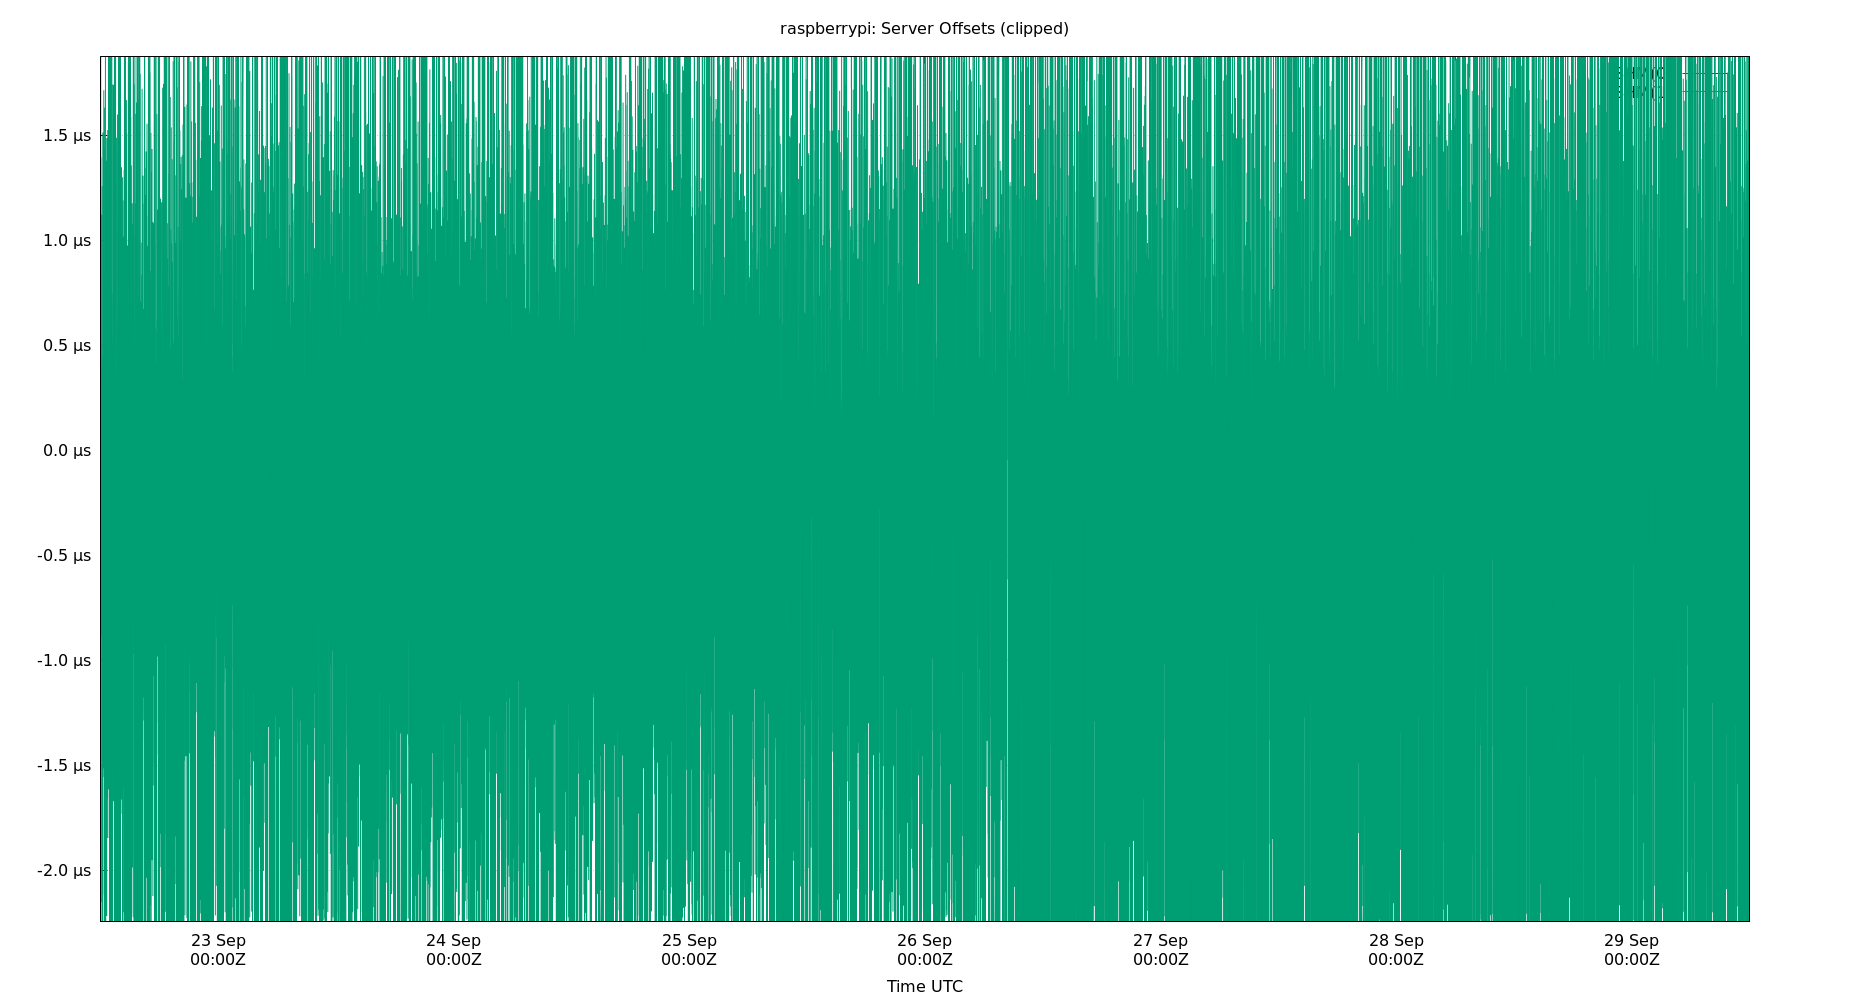 raspberrypi: Server Offsets (clipped)
1.5 µs
1.0 µs
0.5 µs
0.0 µs
-0.5 µs
-1.0 µs
-1.5 µs
-2.0 µs
23 Sep 24 Sep 25 Sep 26 Sep 27 Sep 28 Sep 29 Sep
00:00Z 00:00Z 00:00Z 00:00Z 00:00Z 00:00Z 00:00Z
Time UTC